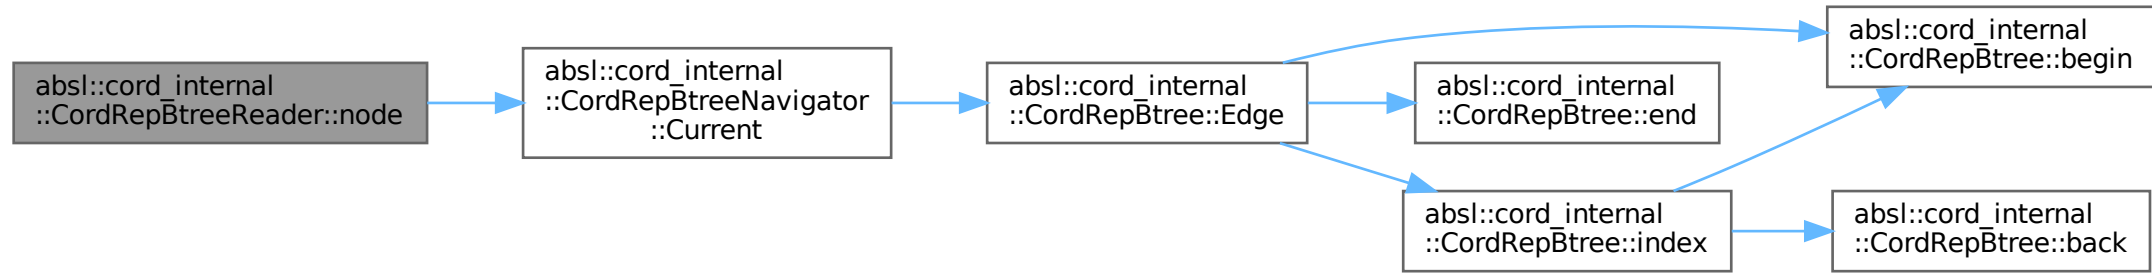 absl::cord_internal
::CordRepBtreeReader::node
absl::cord_internal
::CordRepBtreeNavigator
::Current
absl::cord_internal
::CordRepBtree::Edge
absl::cord_internal
::CordRepBtree::begin
absl::cord_internal
::CordRepBtree::end
absl::cord_internal
::CordRepBtree::index
absl::cord_internal
::CordRepBtree::back